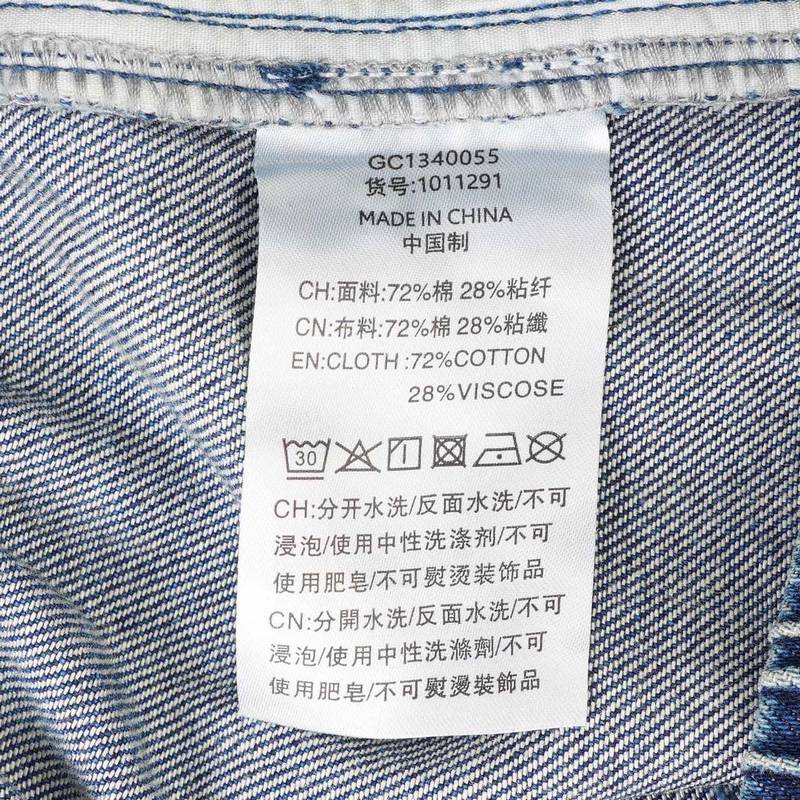 GC1340055
货号:1011291
MADE IN CHINA
中国制
CH:面料:72%棉 28%粘纤
CN:布料:72%棉 28%粘纖
EN:CLOTH :72%COTTON
28%VISCOSE
30
CH:分开水洗/反面水洗/不可
浸泡/使用中性洗涤剂/不可
使用肥皂/不可熨烫装饰品
CN:分開水洗/反面水洗/不可
浸泡/使用中性洗滌劑/不可
使用肥皂/不可熨燙裝飾品